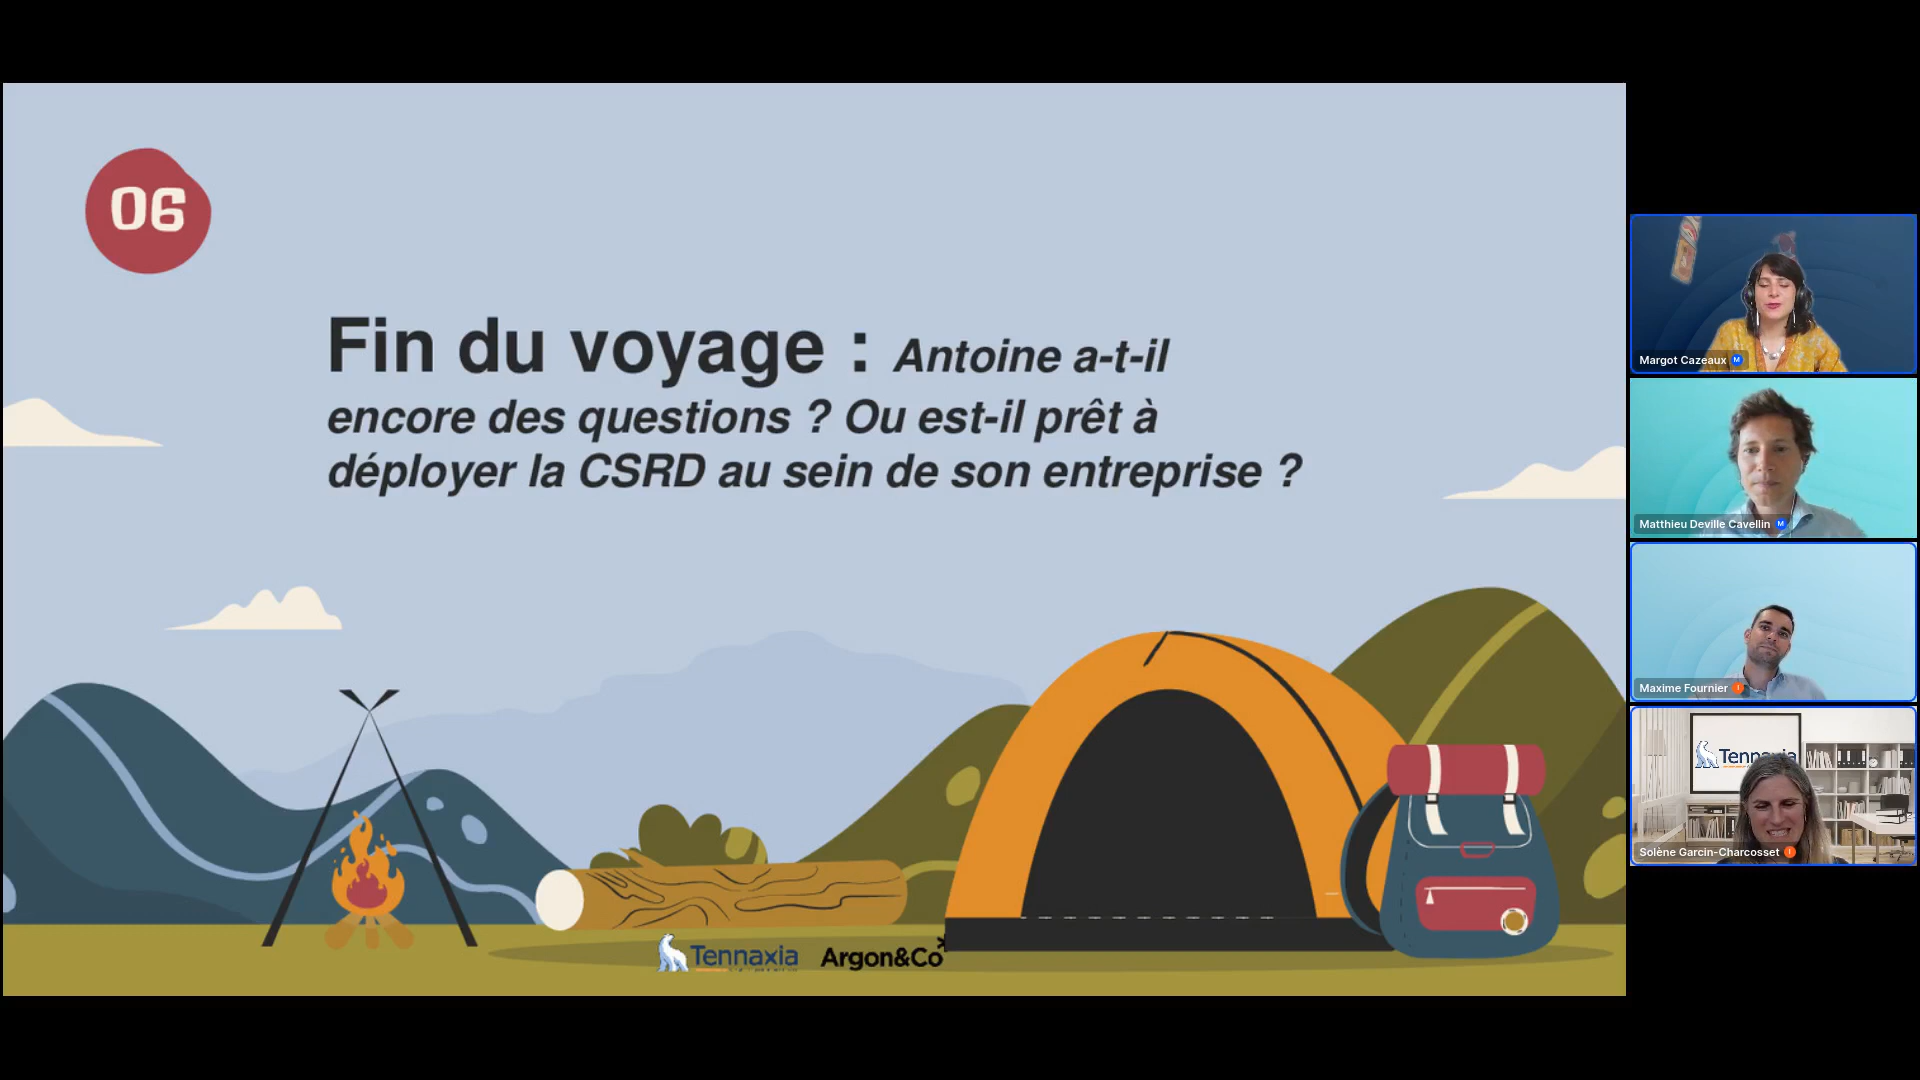 06
Fin du voyage : Antoine a-t-il
encore des questions ? Ou est-il prêt à
déployer la CSRD au sein de son entreprise ?
Tennaxia Argon&Co
Margot Cazeaux M
Matthieu Deville Cavellin M
Maxime Fournier I
Tennaxia
Solène Garcin-Charcosset I